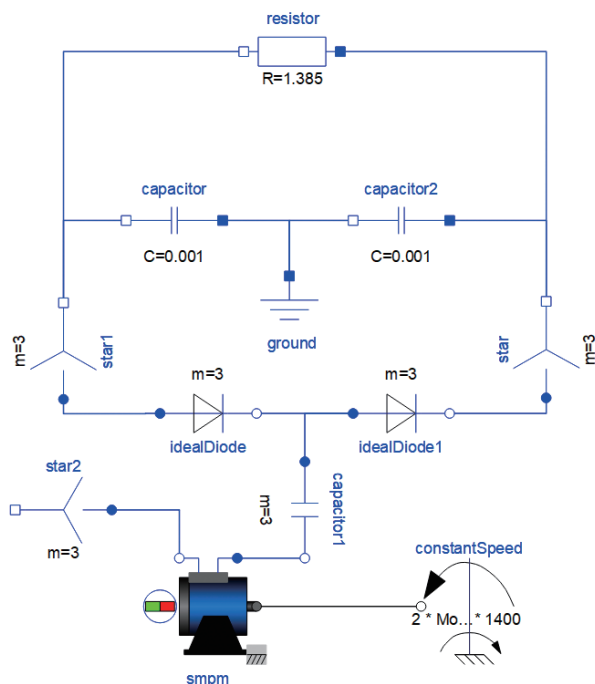 resistor
R=1.385
capacitor
capacitor2
C=0.001
C=0.001
ground
m=3
star1
star
m=3
m=3
m=3
idealDiode
idealDiode1
star2
m=3
m=3
capacitor1
constantSpeed
2 * Mo...* 1400
smpm